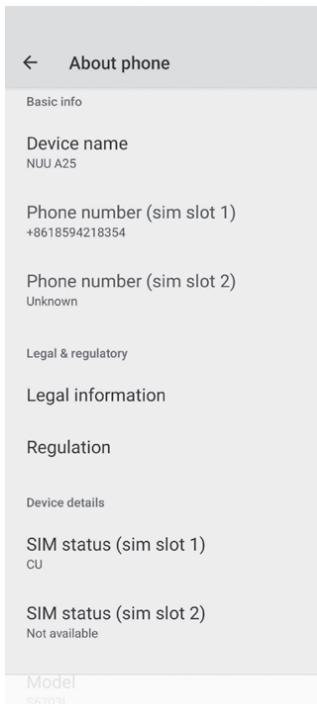 About phone
Basic info
Device name
NUU A25
Phone number (sim slot 1)
+8618594218354
Phone number (sim slot 2)
Unknown
Legal & regulatory
Legal information
Regulation
Device details
SIM status (sim slot 1)
CU
SIM status (sim slot 2)
Not available
Model
S6703L